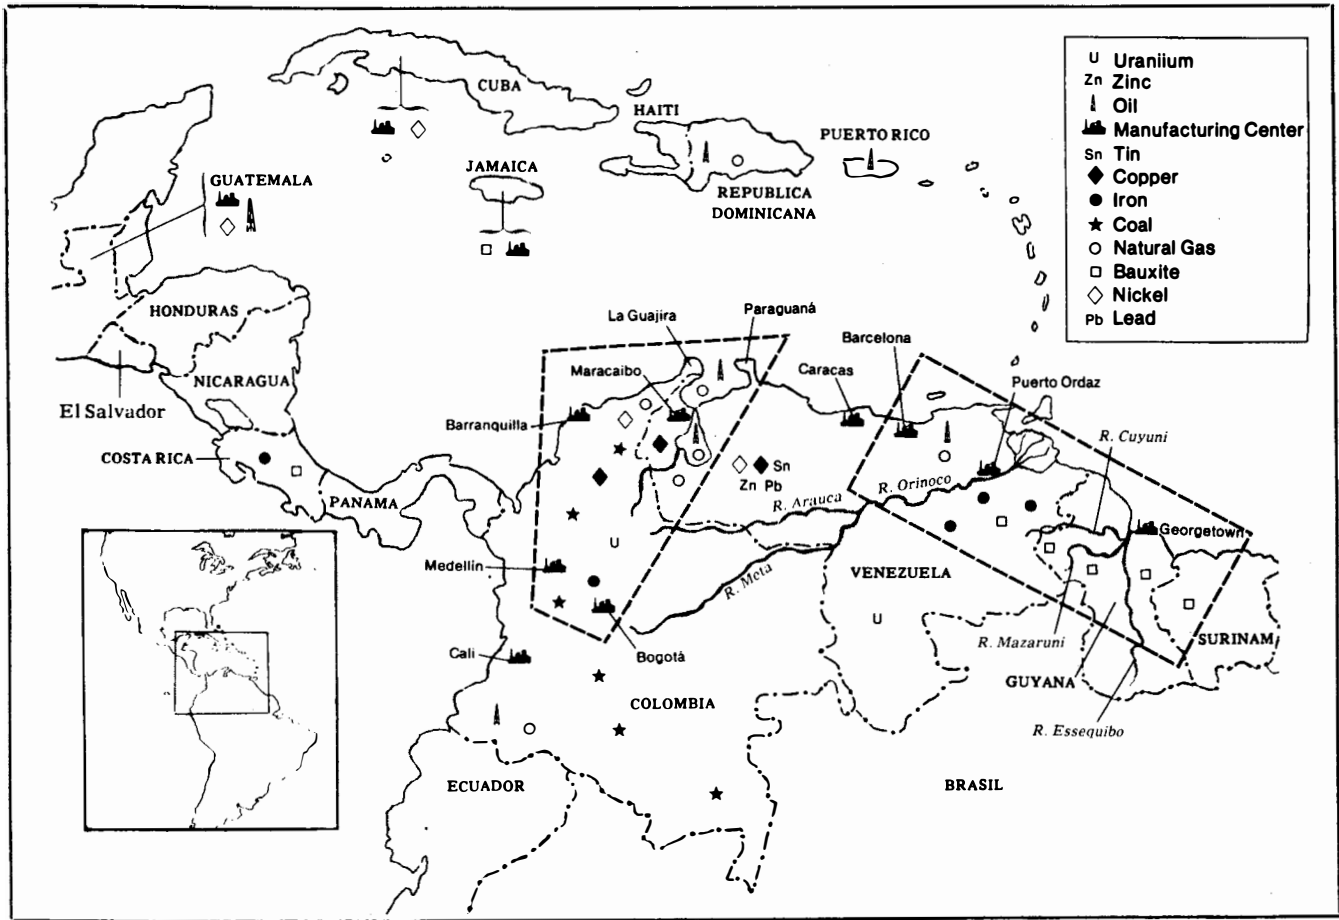 U Uraniium
Zn Zinc
Oil
Manufacturing Center
Sn Tin
Copper
Iron
Coal
Natural Gas
Bauxite
Nickel
Pb Lead
CUBA
HAITI
PUERTO RICO
JAMAICA
REPUBLICA
DOMINICANA
GUATEMALA
HONDURAS
NICARAGUA
El Salvador
COSTA RICA
PANAMA
La Guajira
Paraguaná
Maracaibo
Barranquilla
Caracas
Barcelona
Puerto Ordaz
R. Cuyuni
Sn
Zn Pb
R. Arauca
R. Orinoco
Georgetown
U
Medellín
R. Meta
VENEZUELA
U
R. Mazaruni
SURINAM
Cali
Bogotá
GUYANA
COLOMBIA
R. Essequibo
ECUADOR
BRASIL